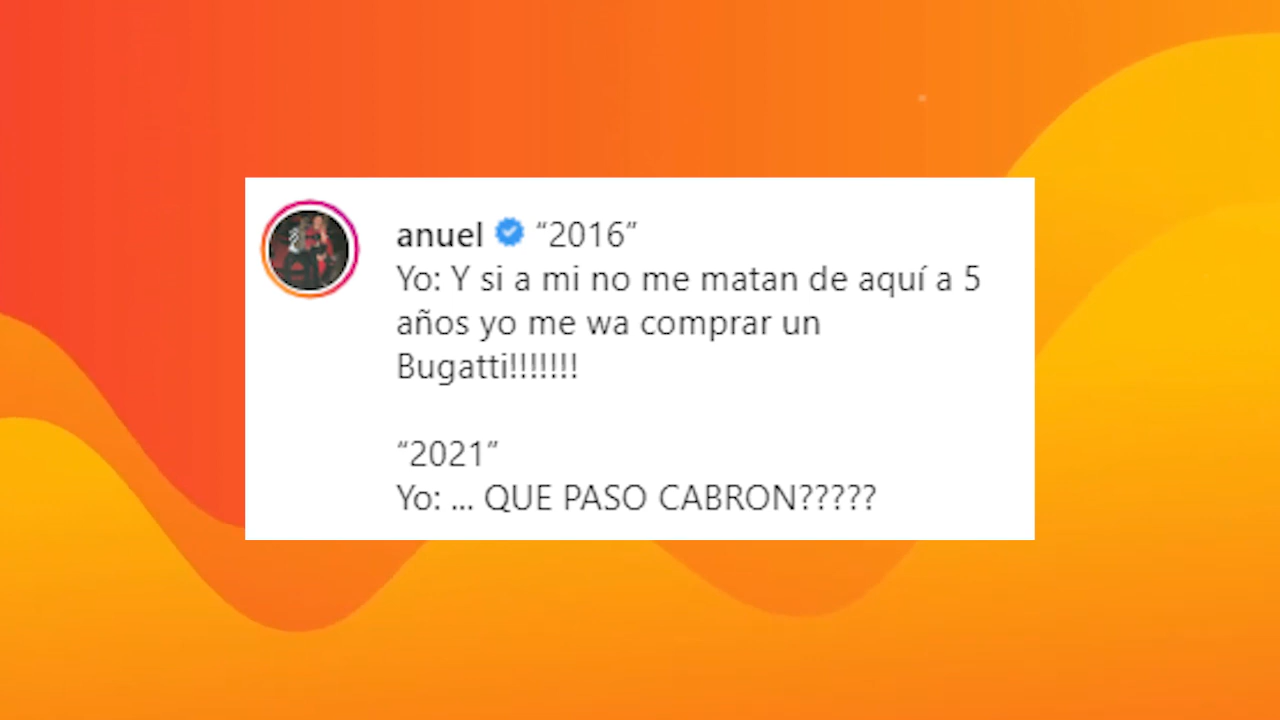 anuel “2016”
Yo: Y si a mi no me matan de aquí a 5
años yo me wa comprar un
Bugatti!!!!!!!
“2021”
Yo: ... QUE PASO CABRON?????